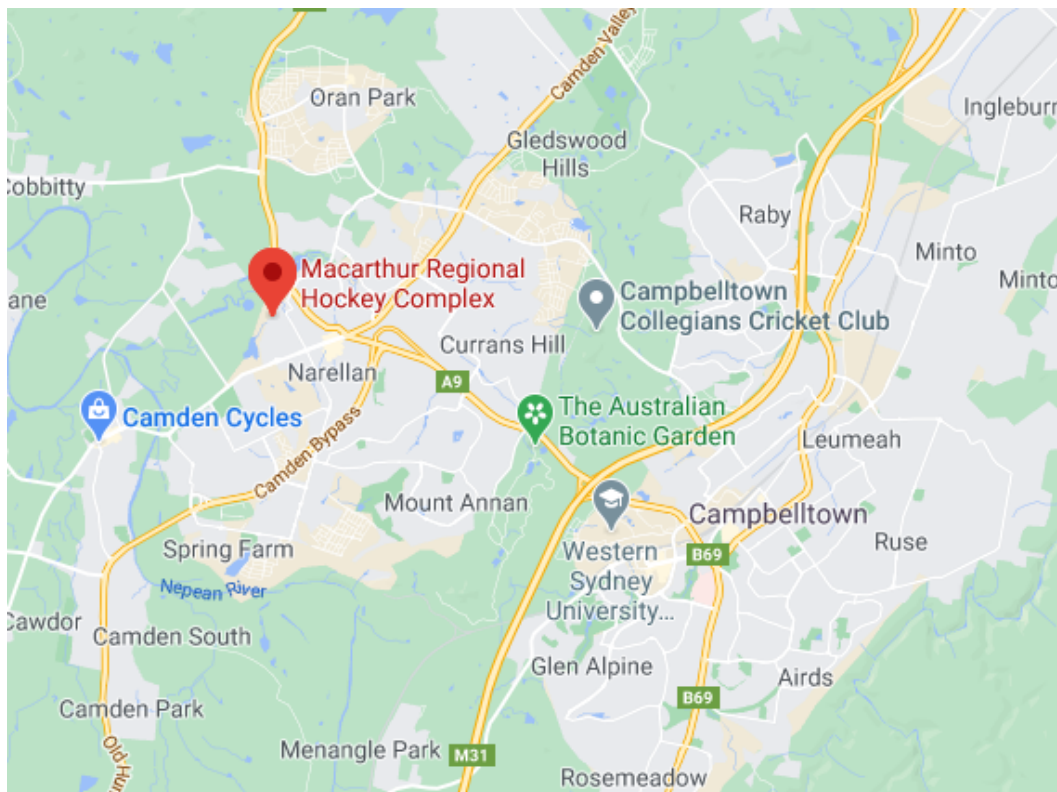 Oran Park
Camden Valley
Ingleburn
Gledswood
Hills
Cobbitty
Raby
Minto
Macarthur Regional
Hockey Complex
Campbelltown
Collegians Cricket Club
Currans Hill
Narellan
A9
Camden Cycles
The Australian
Botanic Garden
Leumeah
Camden Bypass
Mount Annan
Campbelltown
Ruse
Spring Farm
Western
Sydney
University...
B69
Nepean River
Cawdor
Camden South
Glen Alpine
Airds
B69
Camden Park
Menangle Park
M31
Old Hu
Rosemeadow